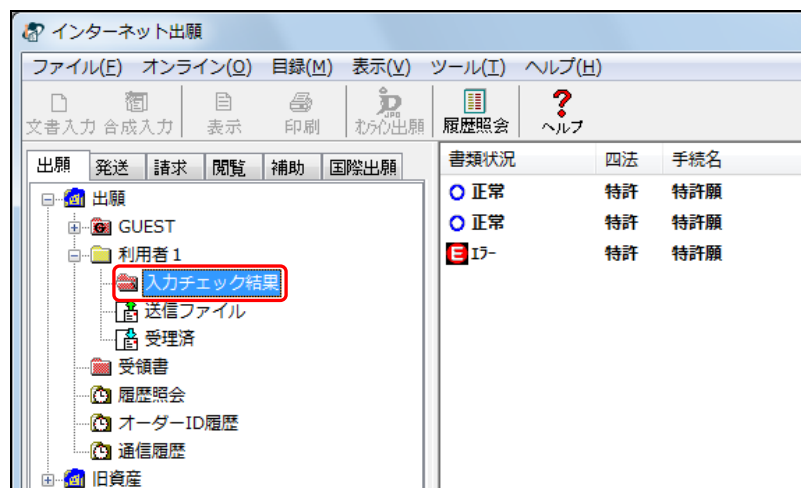 インターネット出願
ファイル(F) オンライン(O) 目録(M) 表示(V) ツール(T) ヘルプ(H)
文書入力 合成入力 表示 印刷 オンライン出願 履歴照会 ヘルプ
出願 発送 請求 閲覧 補助 国際出願
書類状況 四法 手続名
出願
正常 特許 特許願
GUEST
正常 特許 特許願
利用者1
エラー 特許 特許願
入力チェック結果
送信ファイル
受理済
受領書
履歴照会
オーダーID履歴
通信履歴
旧資産